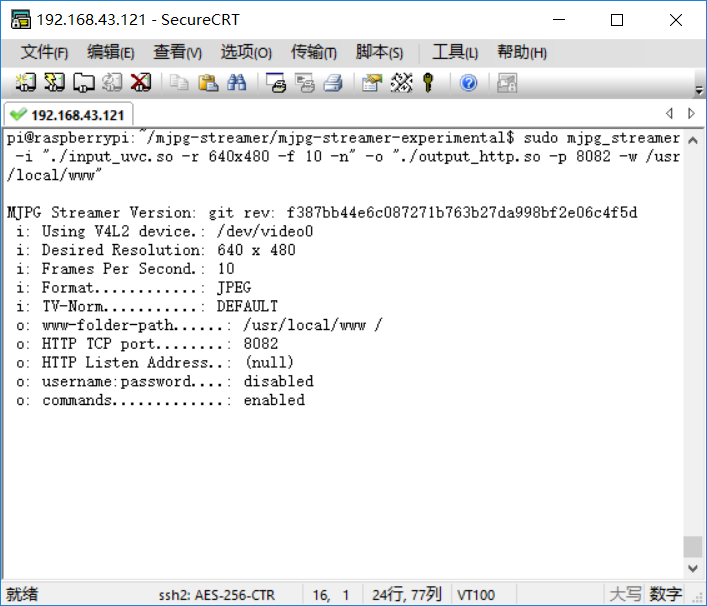 192.168.43.121 - SecureCRT
文件(F) 编辑(E) 查看(V) 选项(O) 传输(T) 脚本(S) 工具(L) 帮助(H)
192.168.43.121
pi@raspberrypi:~/mjpg-streamer/mjpg-streamer-experimental$ sudo mjpg_streamer
-i "./input_uvc.so -r 640x480 -f 10 -n" -o "./output_http.so -p 8082 -w /usr
/local/www"
MJPG Streamer Version: git rev: f387bb44e6c087271b763b27da998bf2e06c4f5d
i: Using V4L2 device.: /dev/video0
i: Desired Resolution: 640 x 480
i: Frames Per Second.: 10
i: Format............: JPEG
i: TV-Norm...........: DEFAULT
o: www-folder-path......: /usr/local/www /
o: HTTP TCP port........: 8082
o: HTTP Listen Address..: (null)
o: username:password....: disabled
o: commands.............: enabled
就绪 ssh2: AES-256-CTR 16, 1 24行, 77列 VT100 大写 数字